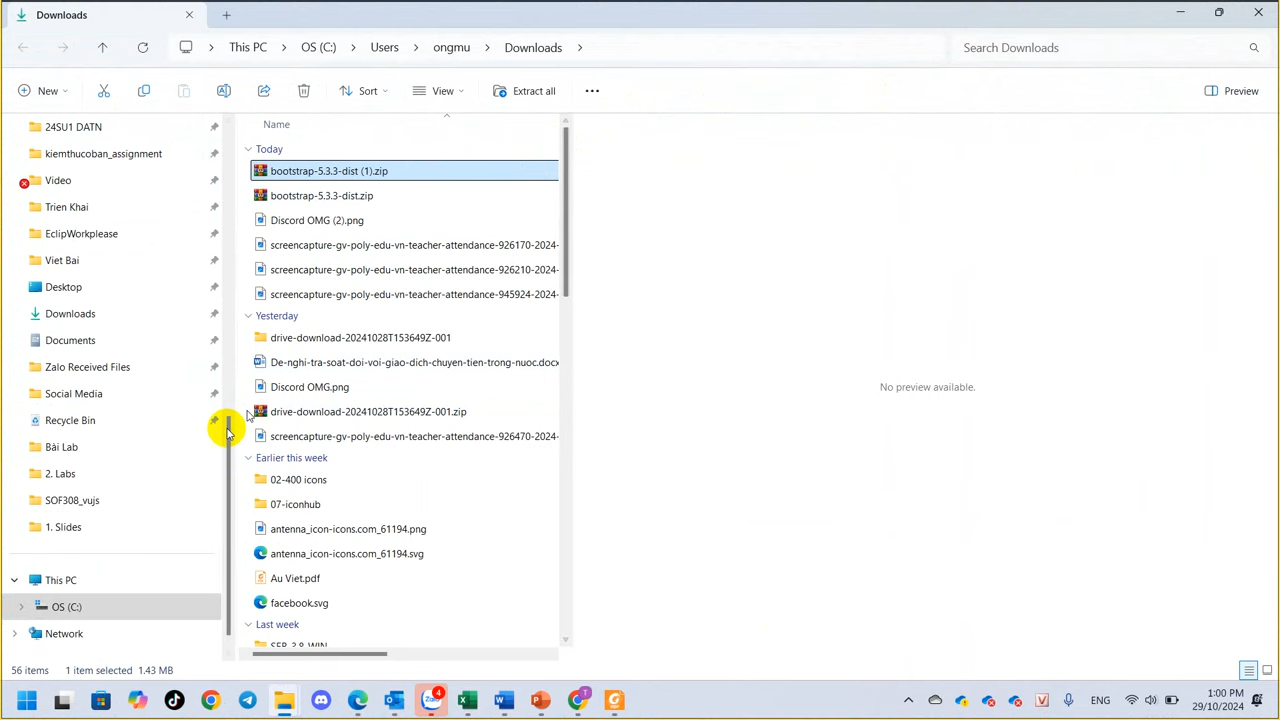 Downloads
This PC > OS (C:) > Users > ongmu > Downloads >
Search Downloads
New
Sort
View
Extract all
Preview
24SU1 DATN
kiemthucoban_assignment
Video
Trien Khai
EclipWorkplease
Viet Bai
Desktop
Downloads
Documents
Zalo Received Files
Social Media
Recycle Bin
Bài Lab
2. Labs
SOF308_vujs
1. Slides
This PC
OS (C:)
Network
Name
Today
bootstrap-5.3.3-dist (1).zip
bootstrap-5.3.3-dist.zip
Discord OMG (2).png
screencapture-gv-poly-edu-vn-teacher-attendance-926170-2024-
screencapture-gv-poly-edu-vn-teacher-attendance-926210-2024-
screencapture-gv-poly-edu-vn-teacher-attendance-945924-2024-
Yesterday
drive-download-20241028T153649Z-001
De-nghi-tra-soat-doi-voi-giao-dich-chuyen-tien-trong-nuoc.docx
Discord OMG.png
drive-download-20241028T153649Z-001.zip
screencapture-gv-poly-edu-vn-teacher-attendance-926470-2024-
Earlier this week
02-400 icons
07-iconhub
antenna_icon-icons.com_61194.png
antenna_icon-icons.com_61194.svg
Au Viet.pdf
facebook.svg
Last week
SEB_3.8_WIN
No preview available.
56 items
1 item selected 1.43 MB
Zalo
4
T
ENG
1:00 PM
29/10/2024